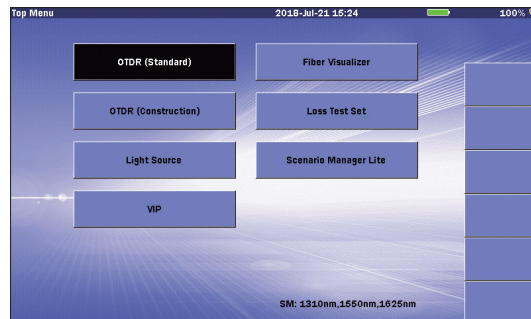 Top Menu 2018-Jul-21 15:24 100%
OTDR (Standard) Fiber Visualizer
OTDR (Construction) Loss Test Set
Light Source Scenario Manager Lite
VIP
SM: 1310nm,1550nm,1625nm